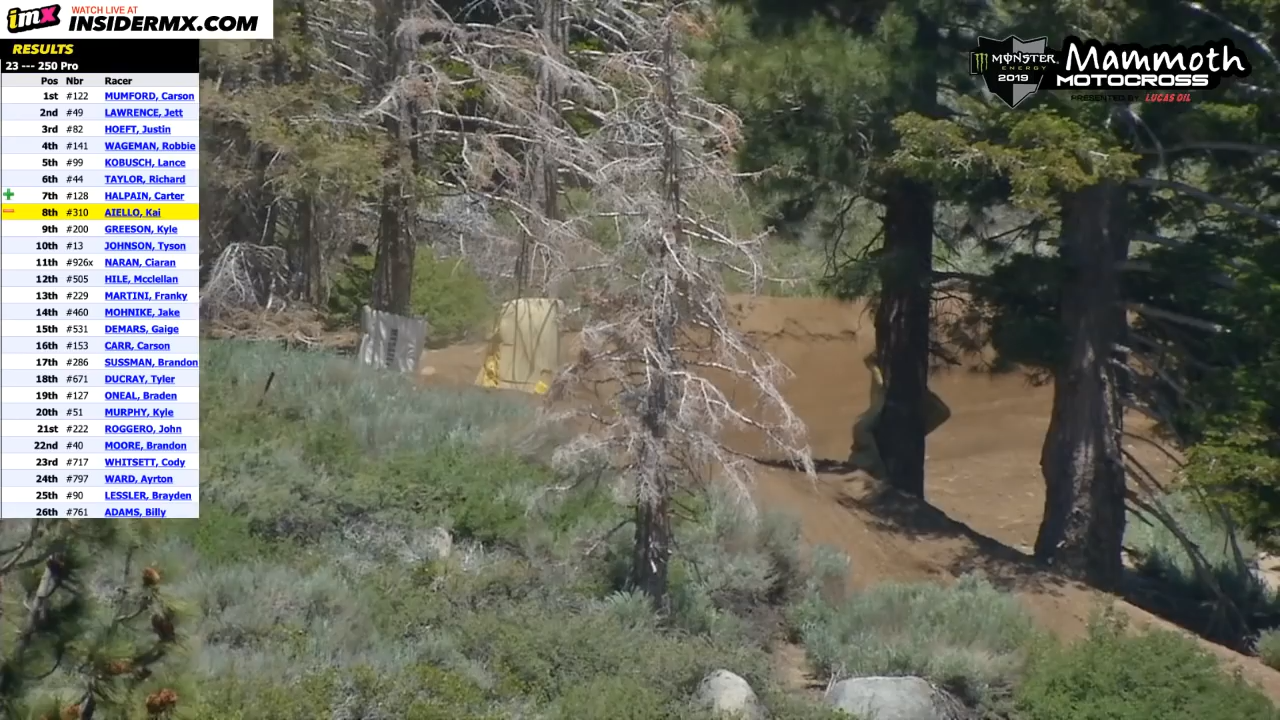 imx WATCH LIVE AT
INSIDERMX.COM
RESULTS
23 --- 250 Pro
Pos Nbr Racer
1st #122 MUMFORD, Carson
2nd #49 LAWRENCE, Jett
3rd #82 HOEFT, Justin
4th #141 WAGEMAN, Robbie
5th #99 KOBUSCH, Lance
6th #44 TAYLOR, Richard
7th #128 HALPAIN, Carter
8th #310 AIELLO, Kai
9th #200 GREESON, Kyle
10th #13 JOHNSON, Tyson
11th #926x NARAN, Ciaran
12th #505 HILE, Mcclellan
13th #229 MARTINI, Franky
14th #460 MOHNIKE, Jake
15th #531 DEMARS, Gaige
16th #153 CARR, Carson
17th #286 SUSSMAN, Brandon
18th #671 DUCRAY, Tyler
19th #127 ONEAL, Braden
20th #51 MURPHY, Kyle
21st #222 ROGGERO, John
22nd #40 MOORE, Brandon
23rd #717 WHITSETT, Cody
24th #797 WARD, Ayrton
25th #90 LESSLER, Brayden
26th #761 ADAMS, Billy
MONSTER
ENERGY
2019
Mammoth
MOTOCROSS
PRESENTED BY LUCAS OIL